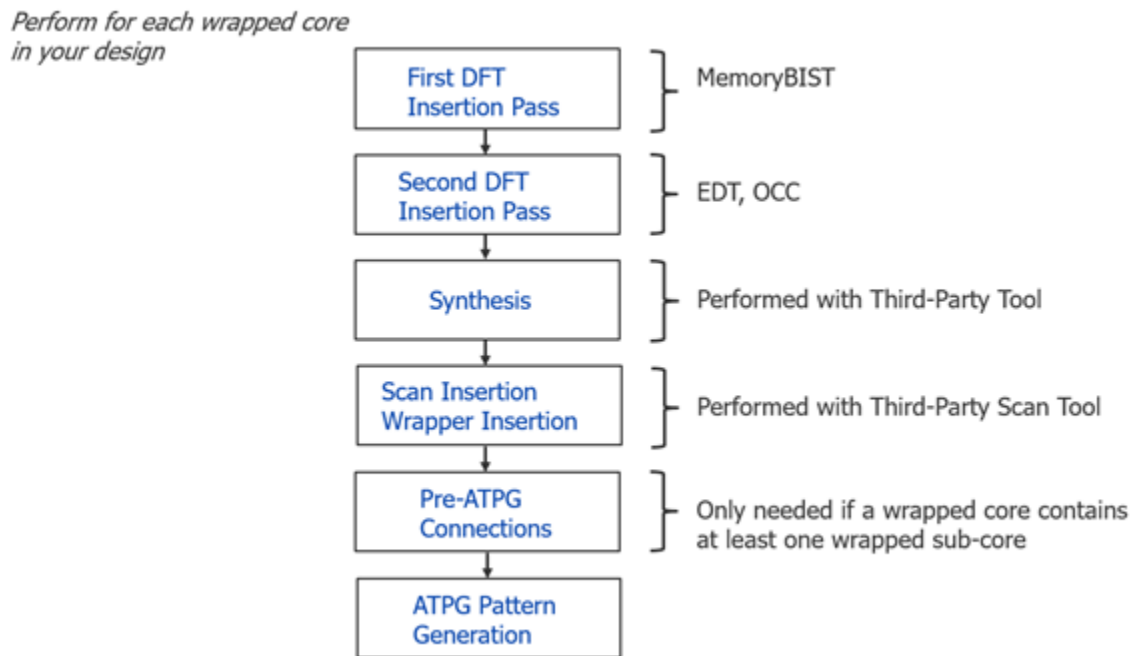 Perform for each wrapped core
in your design
First DFT
Insertion Pass
MemoryBIST
Second DFT
Insertion Pass
EDT, OCC
Synthesis
Performed with Third-Party Tool
Scan Insertion
Wrapper Insertion
Performed with Third-Party Scan Tool
Pre-ATPG
Connections
Only needed if a wrapped core contains
at least one wrapped sub-core
ATPG Pattern
Generation